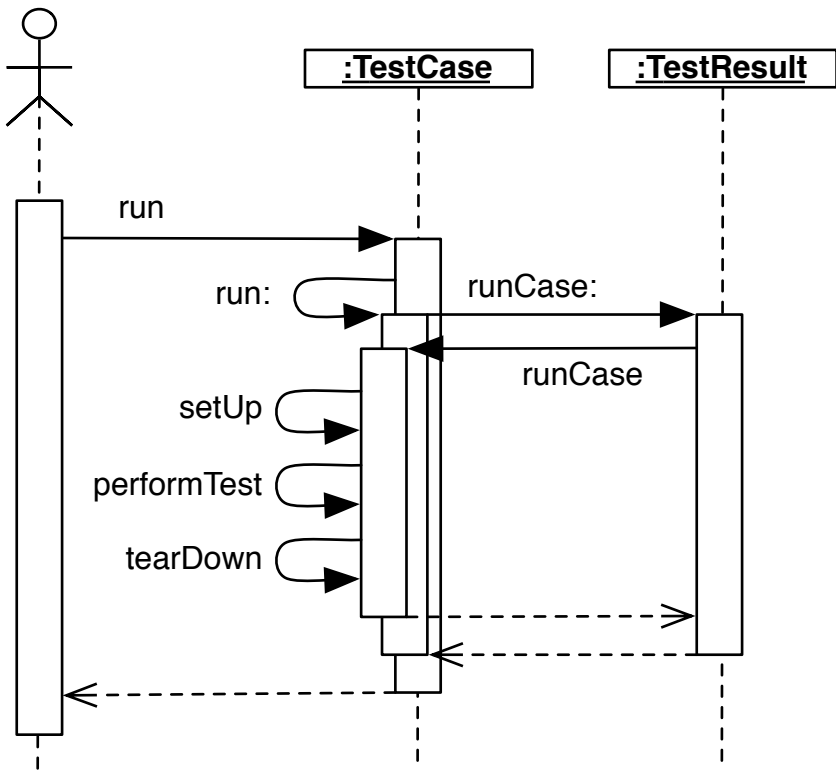 :TestCase
:TestResult
run
run:
runCase:
runCase
setUp
performTest
tearDown